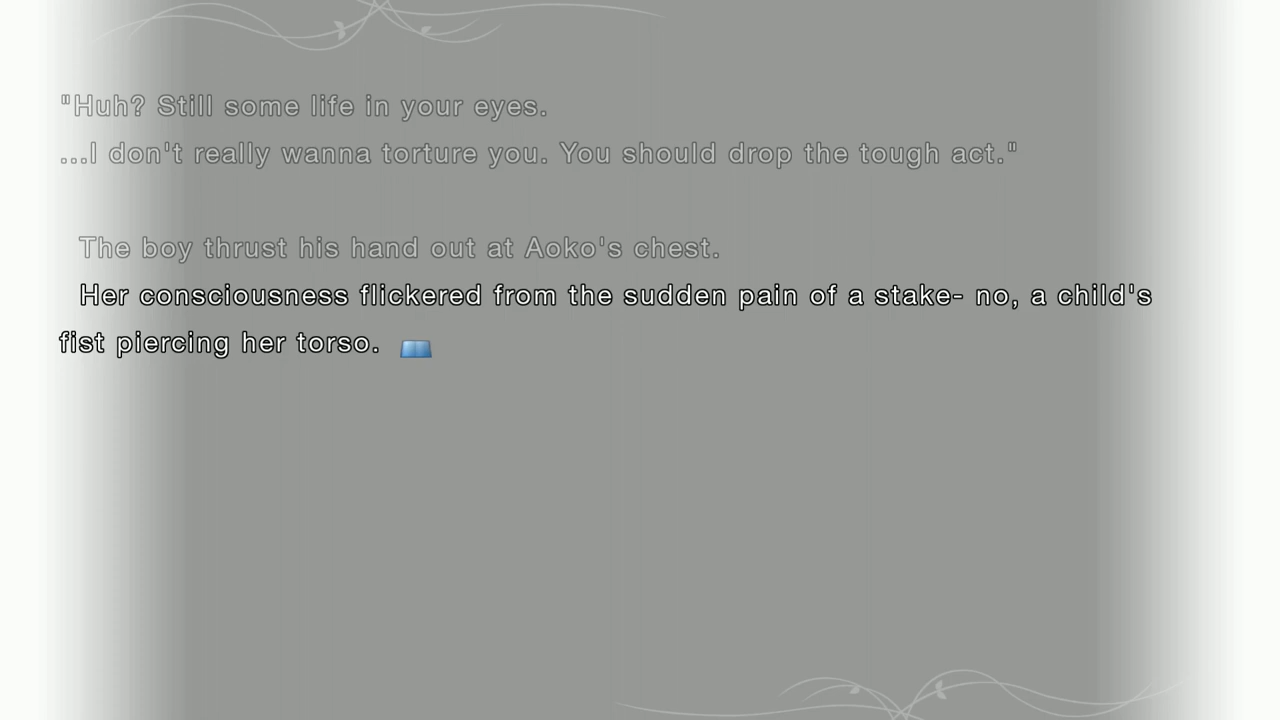 "Huh? Still some life in your eyes.
...I don't really wanna torture you. You should drop the tough act."
The boy thrust his hand out at Aoko's chest.
Her consciousness flickered from the sudden pain of a stake- no, a child's
fist piercing her torso.